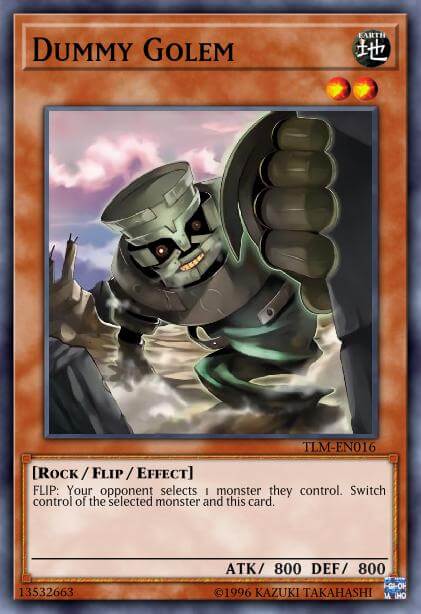 DUMMY GOLEM
EARTH
地
TLM-EN016
[ROCK / FLIP / EFFECT]
FLIP: Your opponent selects 1 monster they control. Switch
control of the selected monster and this card.
ATK/ 800 DEF/ 800
13532663
©1996 KAZUKI TAKAHASHI